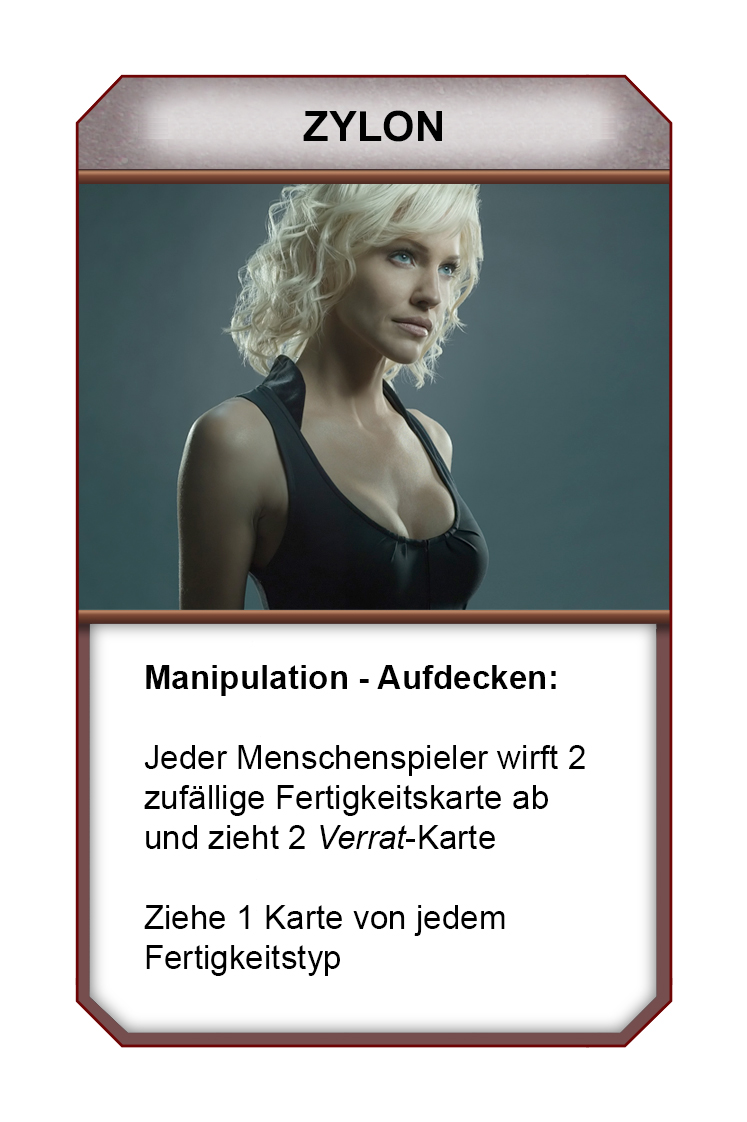 ZYLON
Manipulation - Aufdecken:
Jeder Menschenspieler wirft 2
zufällige Fertigkeitskarte ab
und zieht 2 Verrat-Karte
Ziehe 1 Karte von jedem
Fertigkeitstyp